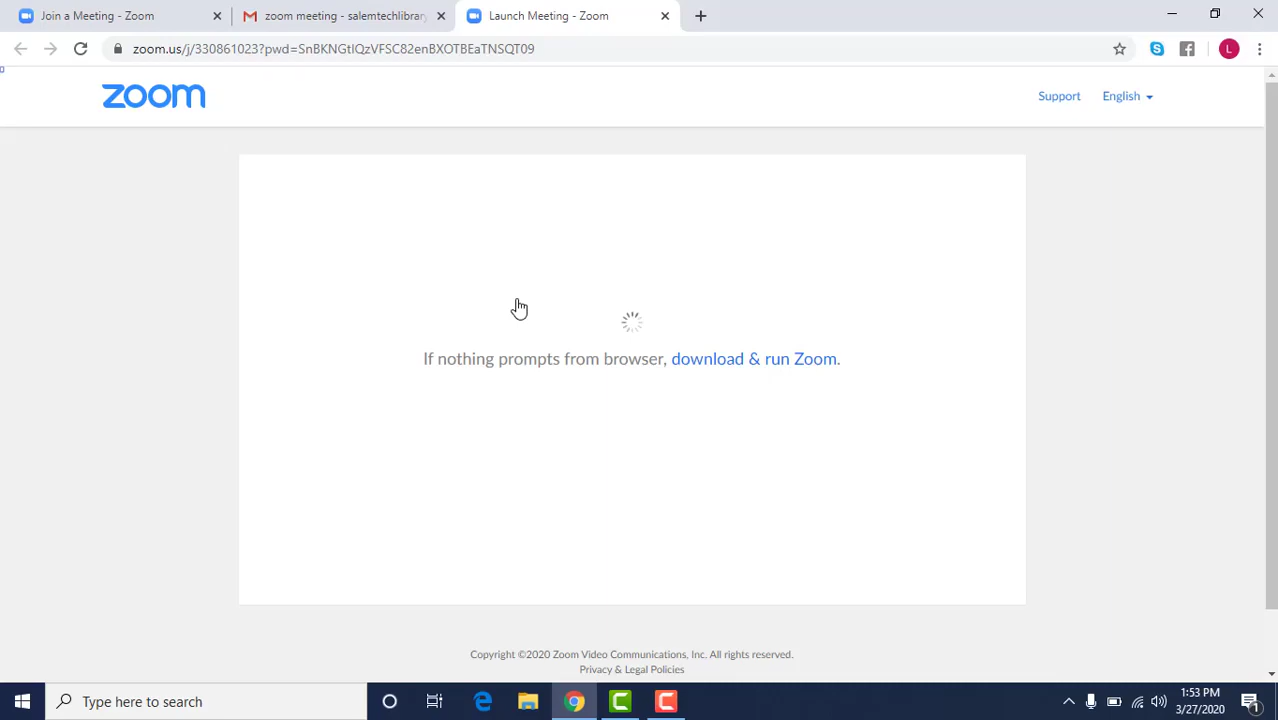 Join a Meeting - Zoom
zoom meeting - salemtechlibrary
Launch Meeting - Zoom
zoom.us/j/330861023?pwd=SnBKNGtIQzVFSC82enBXOTBEaTNSQT09
L
zoom
Support
English
If nothing prompts from browser, download & run Zoom.
Copyright ©2020 Zoom Video Communications, Inc. All rights reserved.
Privacy & Legal Policies
Type here to search
1:53 PM
3/27/2020
1